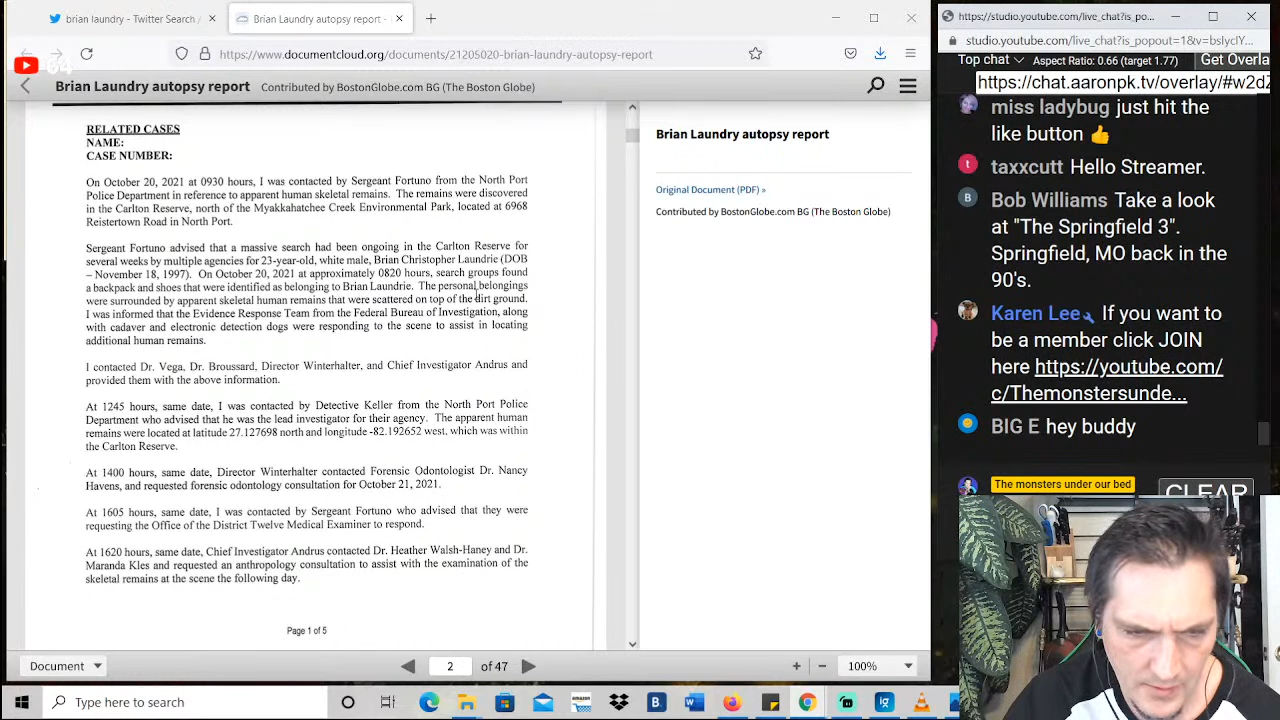 brian laundry - Twitter Search /
Brian Laundry autopsy report -
https://www.documentcloud.org/documents/2120502
brian-laundry-autopsy-report
64
Brian Laundry autopsy report
Contributed by BostonGlobe.com BG (The Boston Globe)
RELATED CASES
NAME:
CASE NUMBER:
On October 20, 2021 at 0930 hours, I was contacted by Sergeant Fortuno from the North Port
Police Department in reference to apparent human skeletal remains. The remains were discovered
in the Carlton Reserve, north of the Myakkahatchee Creek Environmental Park, located at 6968
Reistertown Road in North Port.
Sergeant Fortuno advised that a massive search had been ongoing in the Carlton Reserve for
several weeks by multiple agencies for 23-year-old, white male, Brian Christopher Laundrie (DOB
– November 18, 1997). On October 20, 2021 at approximately 0820 hours, search groups found
a backpack and shoes that were identified as belonging to Brian Laundrie. The personal belongings
were surrounded by apparent skeletal human remains that were scattered on top of the dirt ground.
I was informed that the Evidence Response Team from the Federal Bureau of Investigation, along
with cadaver and electronic detection dogs were responding to the scene to assist in locating
additional human remains.
I contacted Dr. Vega, Dr. Broussard, Director Winterhalter, and Chief Investigator Andrus and
provided them with the above information.
At 1245 hours, same date, I was contacted by Detective Keller from the North Port Police
Department who advised that he was the lead investigator for their agency. The apparent human
remains were located at latitude 27.127698 north and longitude -82.192652 west, which was within
the Carlton Reserve.
At 1400 hours, same date, Director Winterhalter contacted Forensic Odontologist Dr. Nancy
Havens, and requested forensic odontology consultation for October 21, 2021.
At 1605 hours, same date, I was contacted by Sergeant Fortuno who advised that they were
requesting the Office of the District Twelve Medical Examiner to respond.
At 1620 hours, same date, Chief Investigator Andrus contacted Dr. Heather Walsh-Haney and Dr.
Maranda Kles and requested an anthropology consultation to assist with the examination of the
skeletal remains at the scene the following day.
Page 1 of 5
Brian Laundry autopsy report
Original Document (PDF) »
Contributed by BostonGlobe.com BG (The Boston Globe)
Document
2
of 47
100%
Type here to search
https://studio.youtube.com/live_chat?is_po...
https://studio.youtube.com/live_chat?is_popout=1&v=bslycIY...
Top chat
Aspect Ratio: 0.66 (target 1.77)
Get Overla
https://chat.aaronpk.tv/overlay/#w2dZ
miss ladybug just hit the
like button 👍
taxxcutt Hello Streamer.
Bob Williams Take a look
at "The Springfield 3".
Springfield, MO back in the
90's.
Karen Lee If you want to
be a member click JOIN
here https://youtube.com/
c/Themonstersunde...
BIG E hey buddy
The monsters under our bed
CLEAR